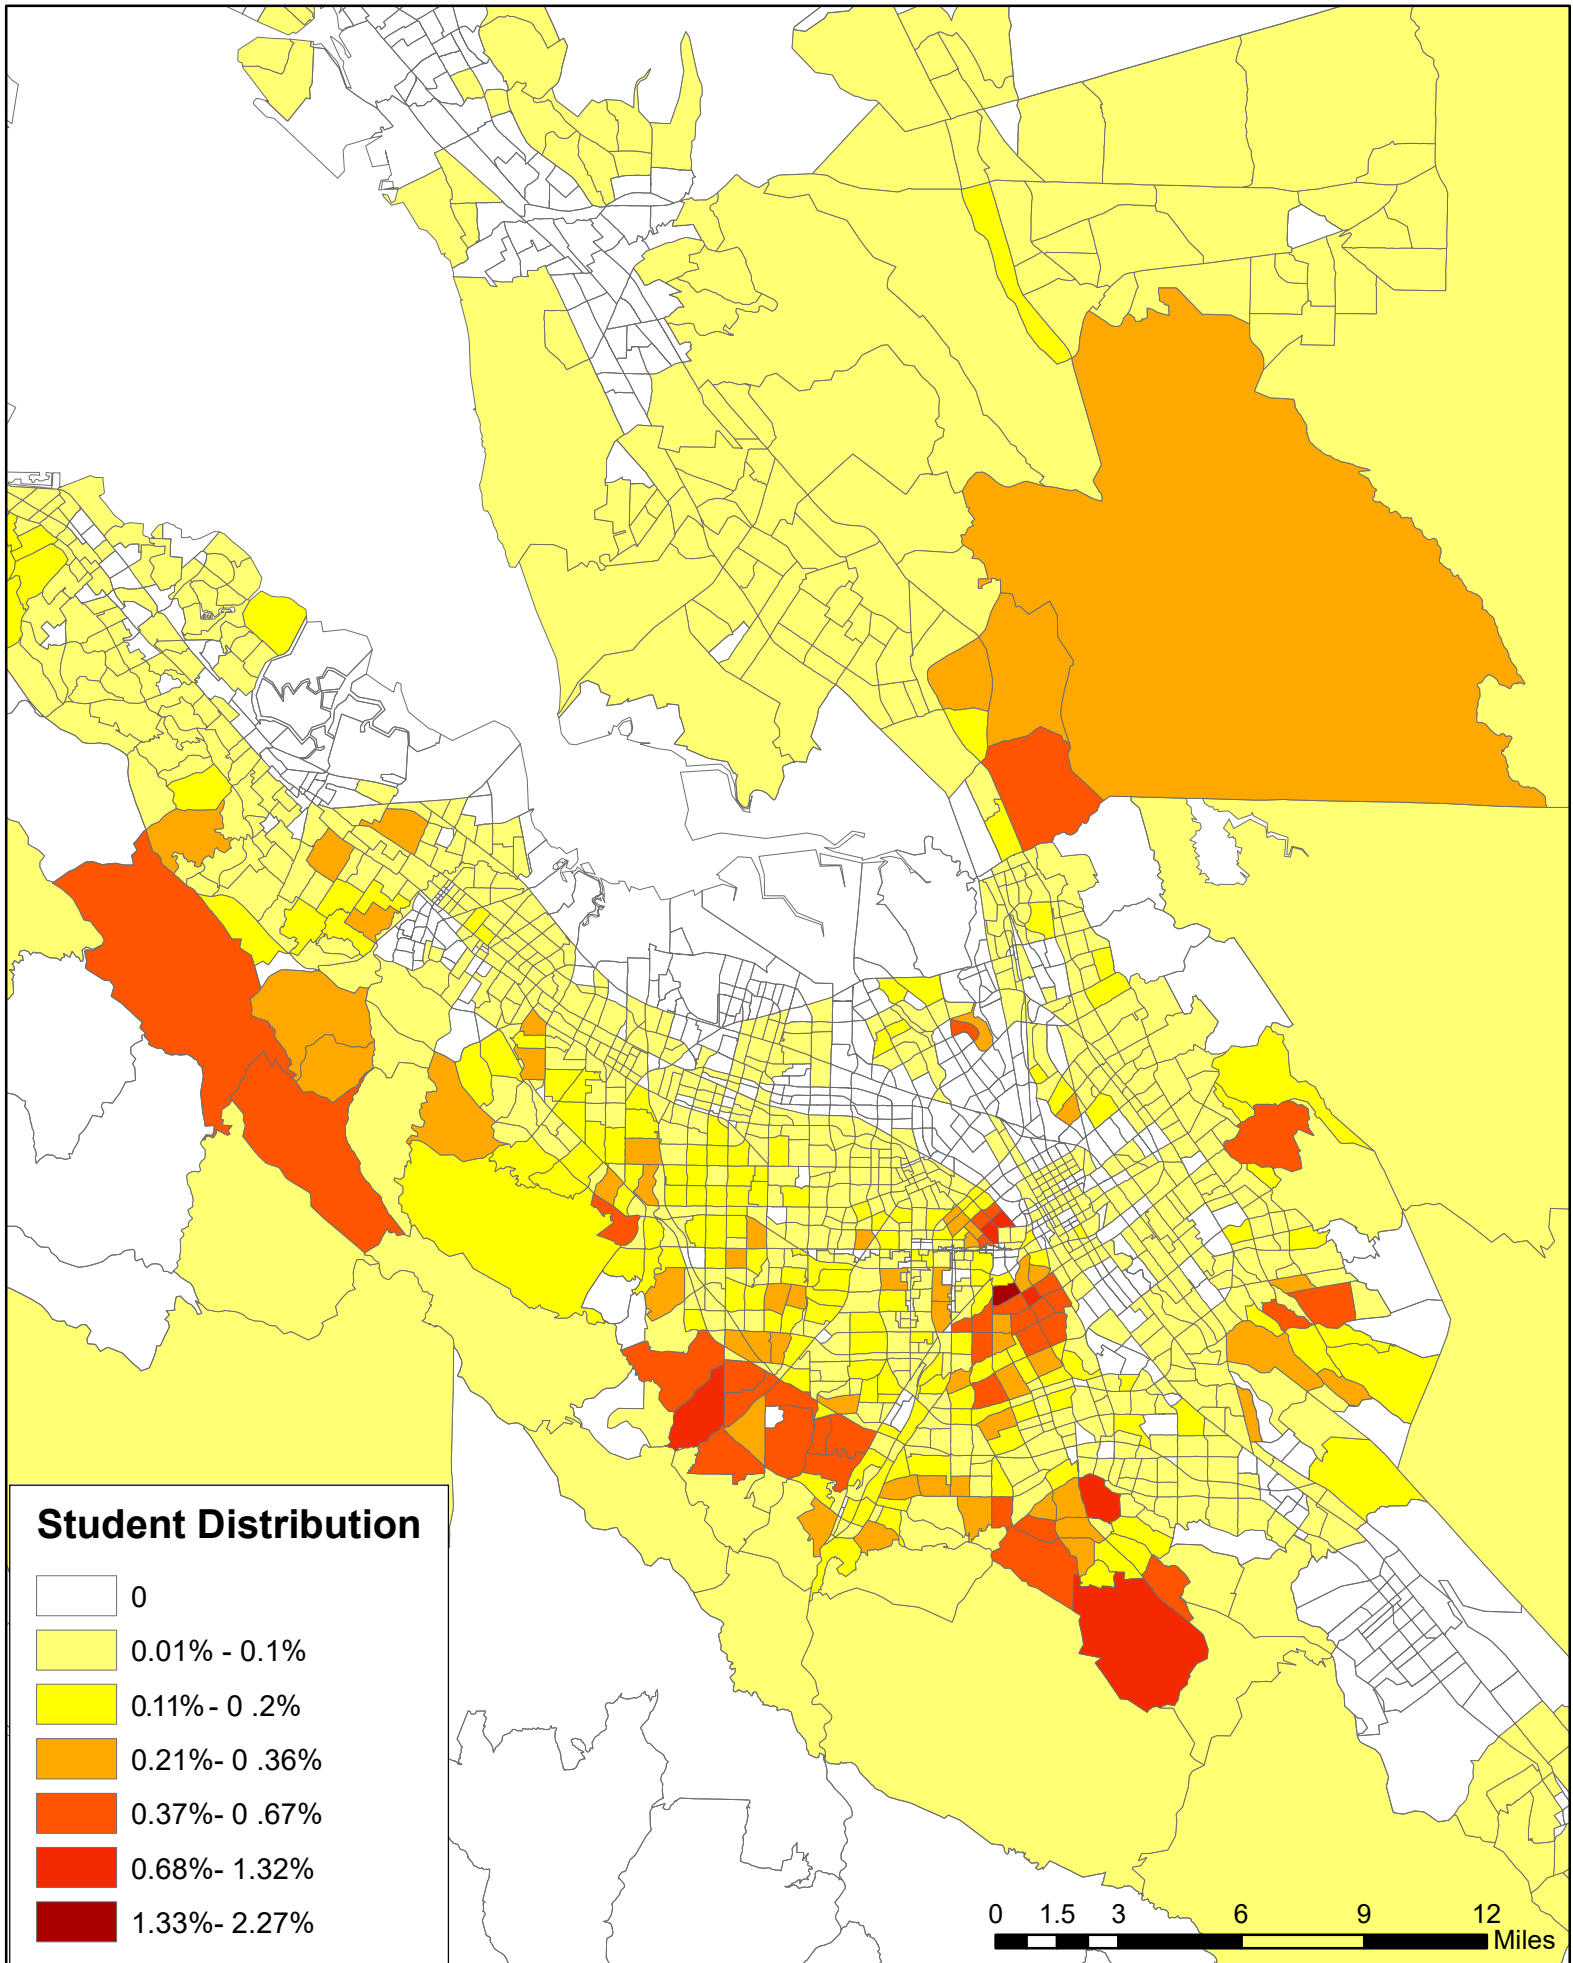 Student Distribution
0
0.01% - 0.1%
0.11%- 0 .2%
0.21%- 0 .36%
0.37%- 0 .67%
0.68%- 1.32%
1.33%- 2.27%
0 1.5 3 6 9 12
Miles